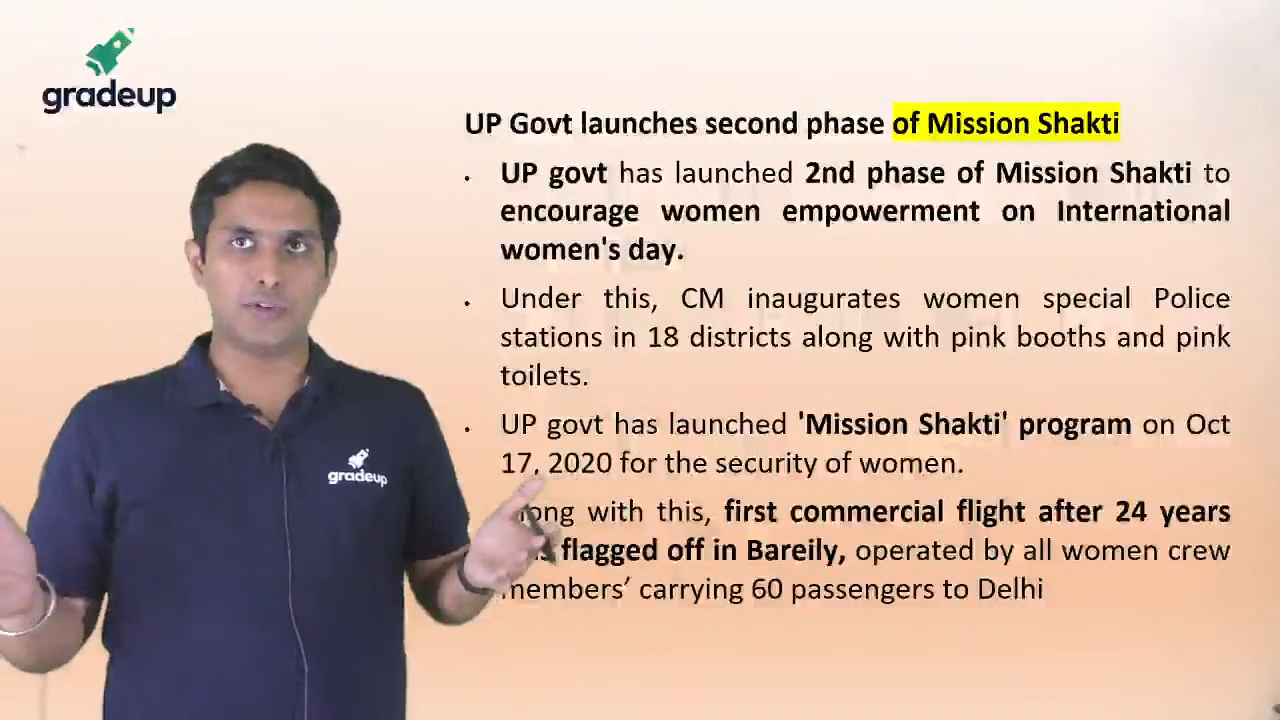 gradeup
UP Govt launches second phase of Mission Shakti
• UP govt has launched 2nd phase of Mission Shakti to
encourage women empowerment on International
women's day.
• Under this, CM inaugurates women special Police
stations in 18 districts along with pink booths and pink
toilets.
• UP govt has launched 'Mission Shakti' program on Oct
17, 2020 for the security of women.
with this, first commercial flight after 24 years
flagged off in Bareily, operated by all women crew
members’ carrying 60 passengers to Delhi
gradeup